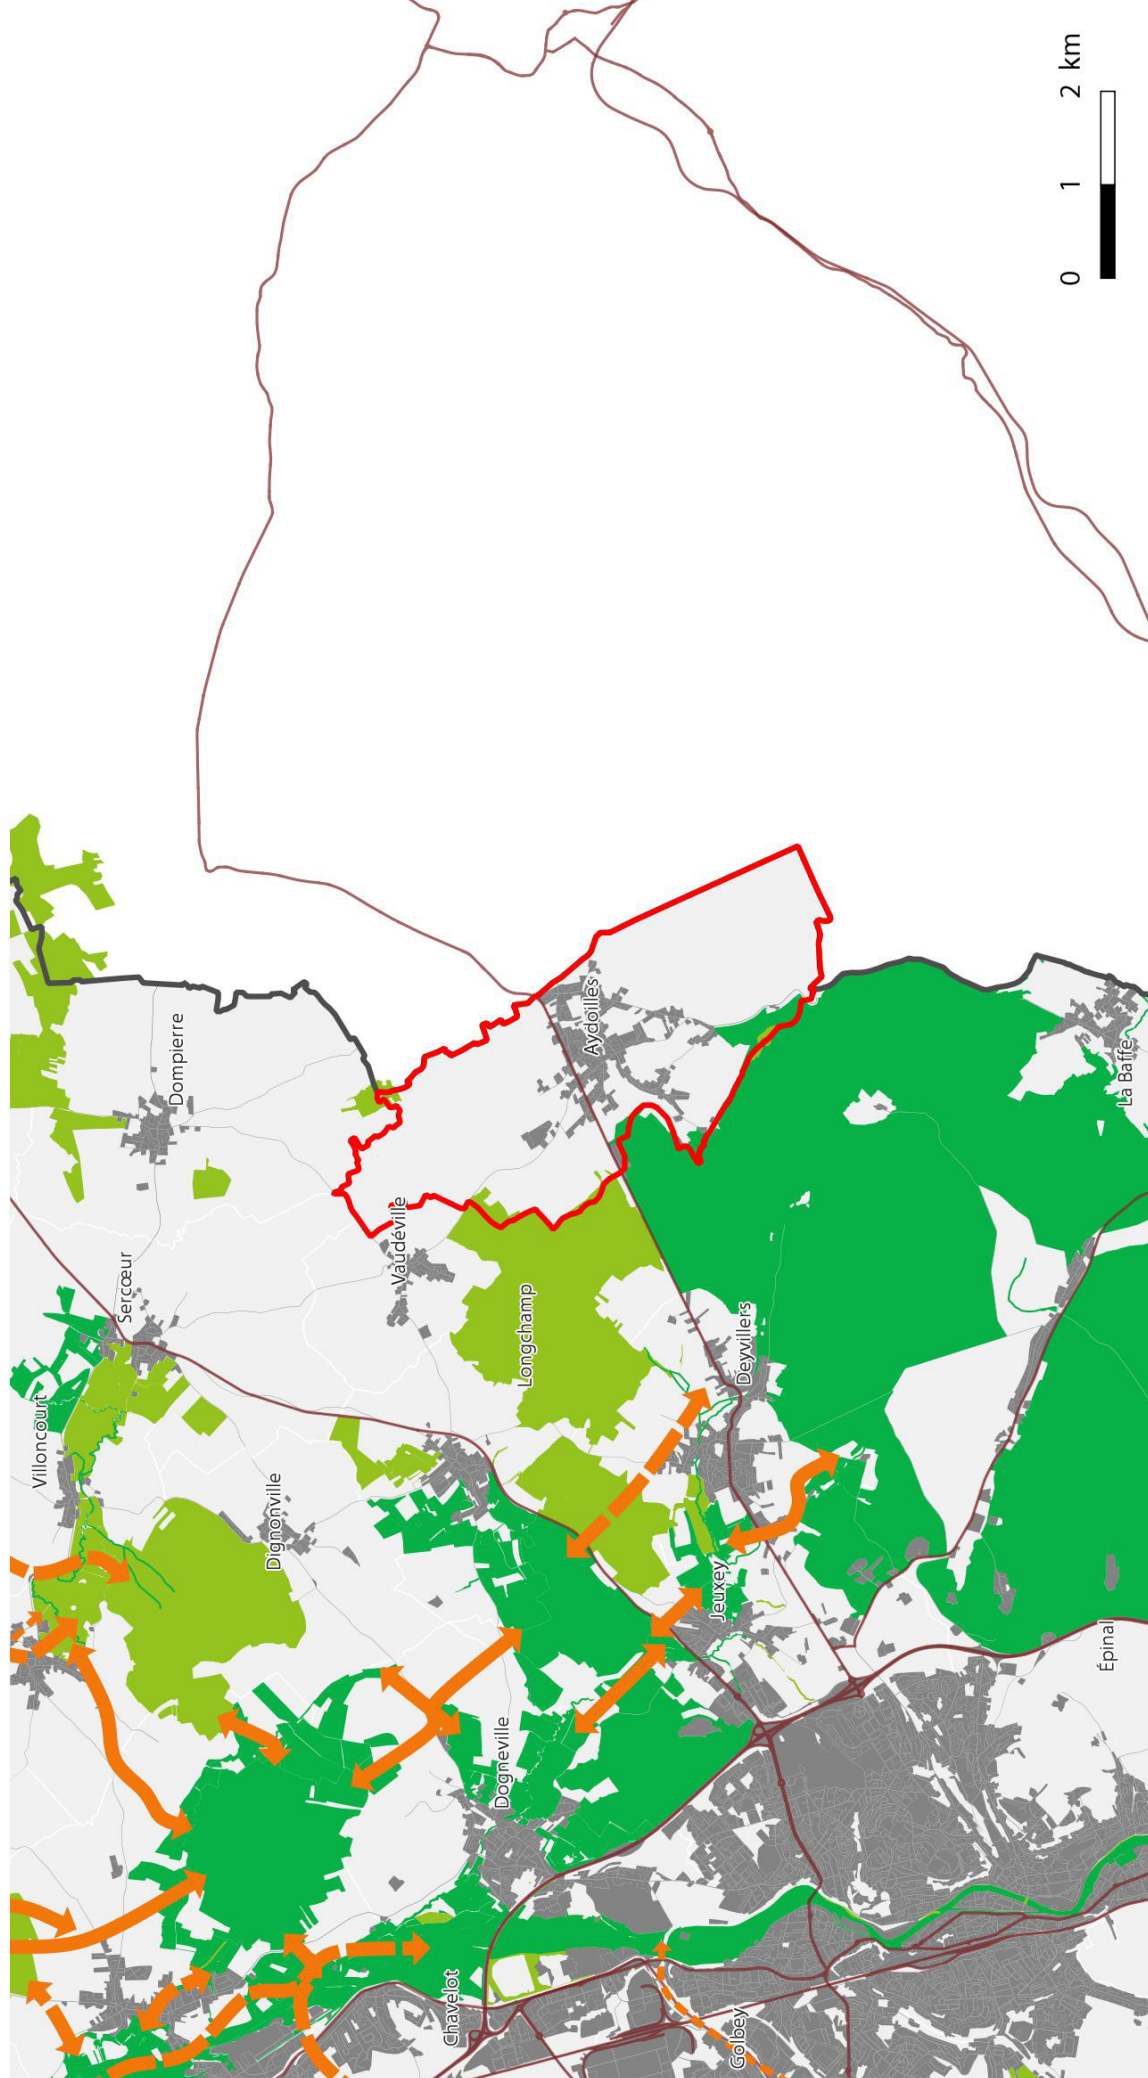 Villoncourt
Sercœur
Dompierre
Dignonville
Vaudéville
Longchamp
Aydoilles
Dogneville
Jeuxey
Deyvillers
Chavelot
Golbey
Épinal
La Baffe
0 1 2 km